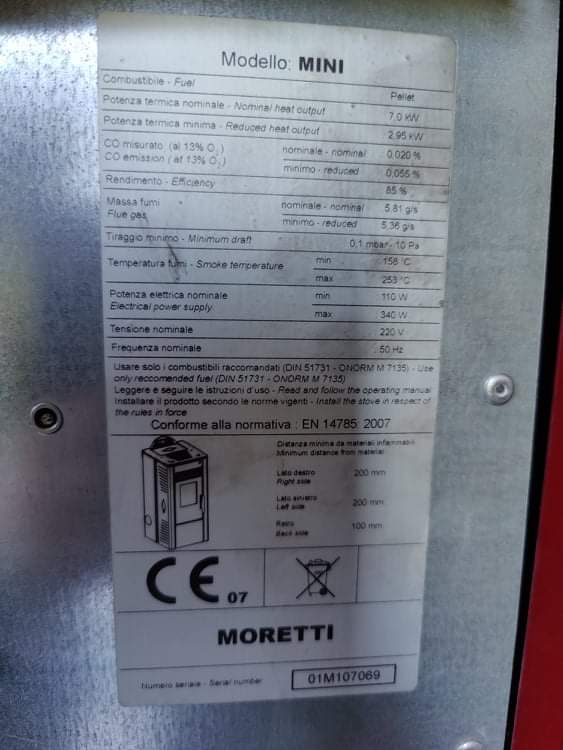 Modello: MINI
Combustibile - Fuel Pellet
Potenza termica nominale - Nominal heat output 7,0 kW
Potenza termica minima - Reduced heat output 2,95 kW
CO misurato (al 13% O₂) nominale - nominal 0,020 %
CO emission ( at 13% O₂) minimo - reduced 0,055 %
Rendimento - Efficiency 85 %
Massa fumi nominale - nominal 5,81 g/s
Flue gas minimo - reduced 5,36 g/s
Tiraggio minimo - Minimum draft 0,1 mbar - 10 Pa
Temperatura fumi - Smoke temperature min 158 °C
max 253 °C
Potenza elettrica nominale min 110 W
Electrical power supply max 340 W
Tensione nominale 220 V
Frequenza nominale 50 Hz
Usare solo i combustibili raccomandati (DIN 51731 - ONORM M 7135) - Use
only reccomended fuel (DIN 51731 - ONORM M 7135)
Leggere e seguire le istruzioni d'uso - Read and follow the operating manual
Installare il prodotto secondo le norme vigenti - Install the stove in respect of
the rules in force
Conforme alla normativa : EN 14785: 2007
Distanza minima da materiali infiammabili
Minimum distance from material
Lato destro 200 mm
Right side
Lato sinistro 200 mm
Left side
Retro 100 mm
Back side
CE 07
MORETTI
Numero seriale - Serial number 01M107069